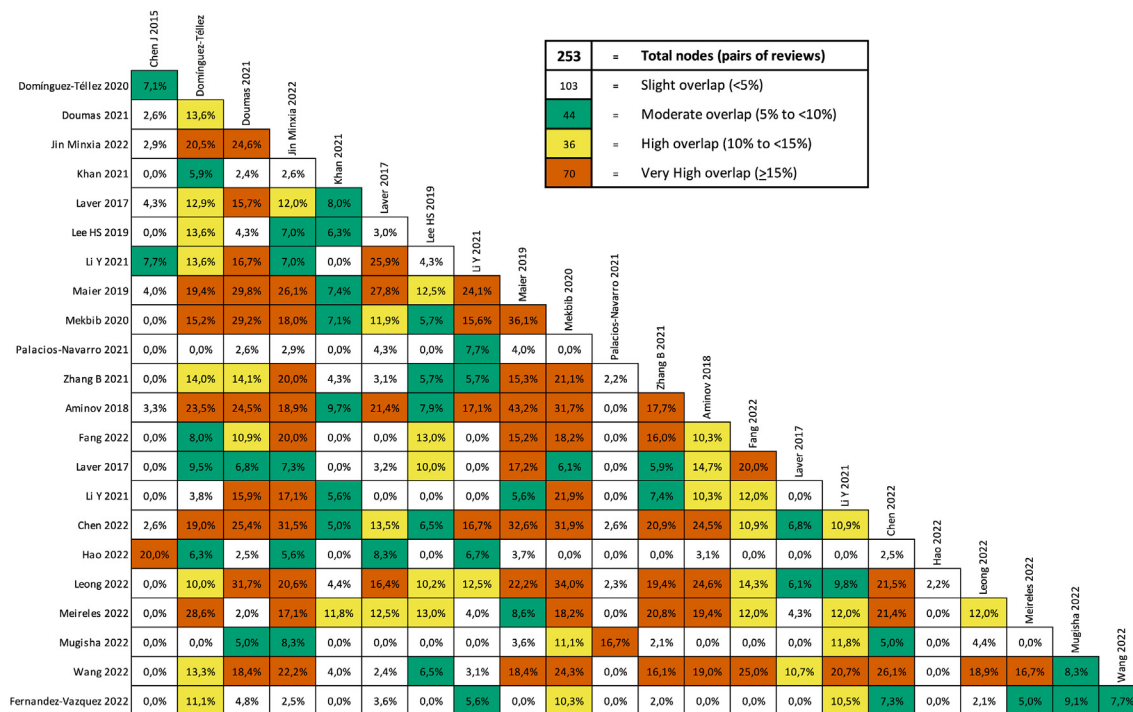 Chen J 2015
Domínguez-Téllez
Doumas 2021
Jin Minxia 2022
Khan 2021
Laver 2017
Lee HS 2019
Li Y 2021
Maier 2019
Mekbib 2020
Palacios-Navarro 2021
Zhang B 2021
Aminov 2018
Fang 2022
Laver 2017
Li Y 2021
Chen 2022
Hao 2022
Leong 2022
Meireles 2022
Mugisha 2022
Wang 2022
253 = Total nodes (pairs of reviews)
103 = Slight overlap (<5%)
44 = Moderate overlap (5% to <10%)
36 = High overlap (10% to <15%)
70 = Very High overlap (≥15%)
Domínguez-Téllez 2020 7,1%
Doumas 2021 2,6% 13,6%
Jin Minxia 2022 2,9% 20,5% 24,6%
Khan 2021 0,0% 5,9% 2,4% 2,6%
Laver 2017 4,3% 12,9% 15,7% 12,0% 8,0%
Lee HS 2019 0,0% 13,6% 4,3% 7,0% 6,3% 3,0%
Li Y 2021 7,7% 13,6% 16,7% 7,0% 0,0% 25,9% 4,3%
Maier 2019 4,0% 19,4% 29,8% 26,1% 7,4% 27,8% 12,5% 24,1%
Mekbib 2020 0,0% 15,2% 29,2% 18,0% 7,1% 11,9% 5,7% 15,6% 36,1%
Palacios-Navarro 2021 0,0% 0,0% 2,6% 2,9% 0,0% 4,3% 0,0% 7,7% 4,0% 0,0%
Zhang B 2021 0,0% 14,0% 14,1% 20,0% 4,3% 3,1% 5,7% 5,7% 15,3% 21,1% 2,2%
Aminov 2018 3,3% 23,5% 24,5% 18,9% 9,7% 21,4% 7,9% 17,1% 43,2% 31,7% 0,0% 17,7%
Fang 2022 0,0% 8,0% 10,9% 20,0% 0,0% 0,0% 13,0% 0,0% 15,2% 18,2% 0,0% 16,0% 10,3%
Laver 2017 0,0% 9,5% 6,8% 7,3% 0,0% 3,2% 10,0% 0,0% 17,2% 6,1% 0,0% 5,9% 14,7% 20,0%
Li Y 2021 0,0% 3,8% 15,9% 17,1% 5,6% 0,0% 0,0% 0,0% 5,6% 21,9% 0,0% 7,4% 10,3% 12,0% 0,0%
Chen 2022 2,6% 19,0% 25,4% 31,5% 5,0% 13,5% 6,5% 16,7% 32,6% 31,9% 2,6% 20,9% 24,5% 10,9% 6,8% 10,9%
Hao 2022 20,0% 6,3% 2,5% 5,6% 0,0% 8,3% 0,0% 6,7% 3,7% 0,0% 0,0% 0,0% 3,1% 0,0% 0,0% 0,0% 2,5%
Leong 2022 0,0% 10,0% 31,7% 20,6% 4,4% 16,4% 10,2% 12,5% 22,2% 34,0% 2,3% 19,4% 24,6% 14,3% 6,1% 9,8% 21,5% 2,2%
Meireles 2022 0,0% 28,6% 2,0% 17,1% 11,8% 12,5% 13,0% 4,0% 8,6% 18,2% 0,0% 20,8% 19,4% 12,0% 4,3% 12,0% 21,4% 0,0% 12,0%
Mugisha 2022 0,0% 0,0% 5,0% 8,3% 0,0% 0,0% 0,0% 0,0% 3,6% 11,1% 16,7% 2,1% 0,0% 0,0% 0,0% 11,8% 5,0% 0,0% 4,4% 0,0%
Wang 2022 0,0% 13,3% 18,4% 22,2% 4,0% 2,4% 6,5% 3,1% 18,4% 24,3% 0,0% 16,1% 19,0% 25,0% 10,7% 20,7% 26,1% 0,0% 18,9% 16,7% 8,3%
Fernandez-Vazquez 2022 0,0% 11,1% 4,8% 2,5% 0,0% 3,6% 0,0% 5,6% 0,0% 10,3% 0,0% 2,0% 0,0% 0,0% 0,0% 10,5% 7,3% 0,0% 2,1% 5,0% 9,1% 7,7%